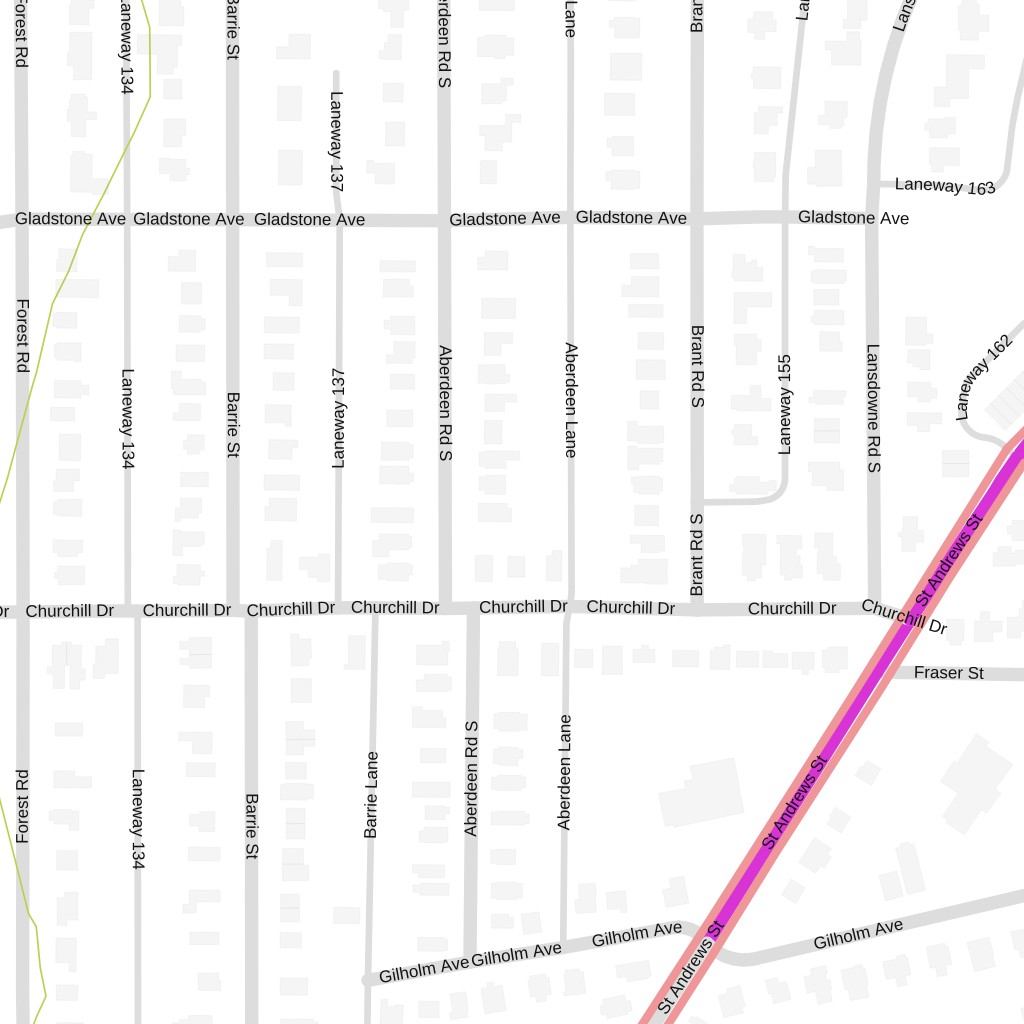 Forest Rd
Laneway 134
Barrie St
Aberdeen Rd S
Lane
Laneway 137
Laneway 163
Gladstone Ave
Gladstone Ave
Gladstone Ave
Gladstone Ave
Gladstone Ave
Gladstone Ave
Forest Rd
Laneway 134
Barrie St
Laneway 137
Aberdeen Rd S
Aberdeen Lane
Brant Rd S
Laneway 155
Lansdowne Rd S
Laneway 162
Brant Rd S
St Andrews St
Dr
Churchill Dr
Churchill Dr
Churchill Dr
Churchill Dr
Churchill Dr
Churchill Dr
Churchill Dr
Churchill Dr
Fraser St
Forest Rd
Laneway 134
Barrie St
Barrie Lane
Aberdeen Rd S
Aberdeen Lane
St Andrews St
Gilholm Ave
Gilholm Ave
Gilholm Ave
Gilholm Ave
St Andrews St